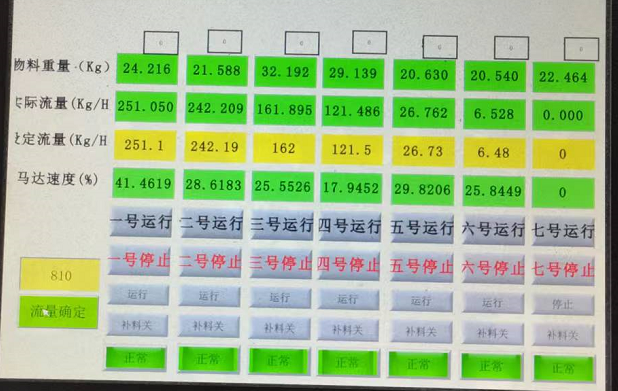 0 0 0 0 0 0 0
物料重量 (Kg) 24.216 21.588 32.192 29.139 20.630 20.540 22.464
实际流量(Kg/H 251.050 242.209 161.895 121.486 26.762 6.528 0.000
设定流量(Kg/H 251.1 242.19 162 121.5 26.73 6.48 0
马达速度(%) 41.4619 28.6183 25.5526 17.9452 29.8206 25.8449 0
一号运行 二号运行 三号运行 四号运行 五号运行 六号运行 七号运行
一号停止 二号停止 三号停止 四号停止 五号停止 六号停止 七号停止
810 运行 运行 运行 运行 运行 运行 停止
流量确定 补料关 补料关 补料关 补料关 补料关 补料关 补料关
正常 正常 正常 正常 正常 正常 正常